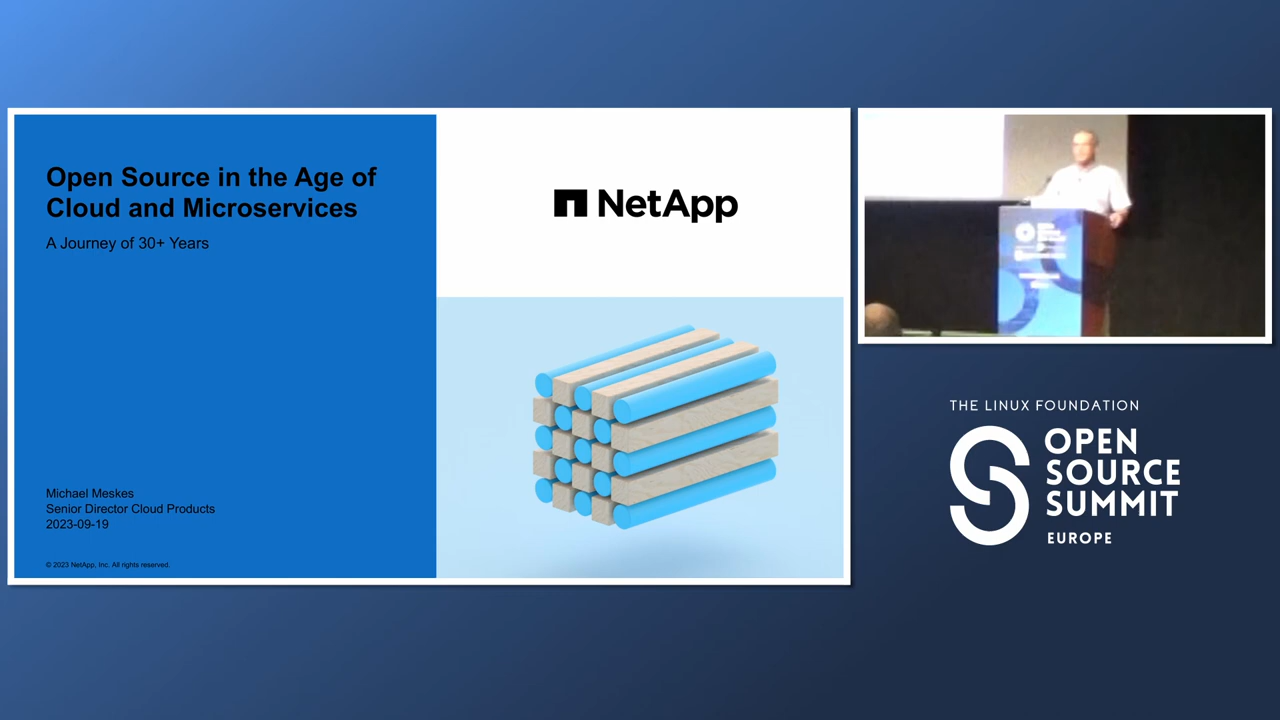 Open Source in the Age of
Cloud and Microservices
A Journey of 30+ Years
Michael Meskes
Senior Director Cloud Products
2023-09-19
© 2023 NetApp, Inc. All rights reserved.
NetApp
THE LINUX FOUNDATION
OPEN
SOURCE
SUMMIT
EUROPE